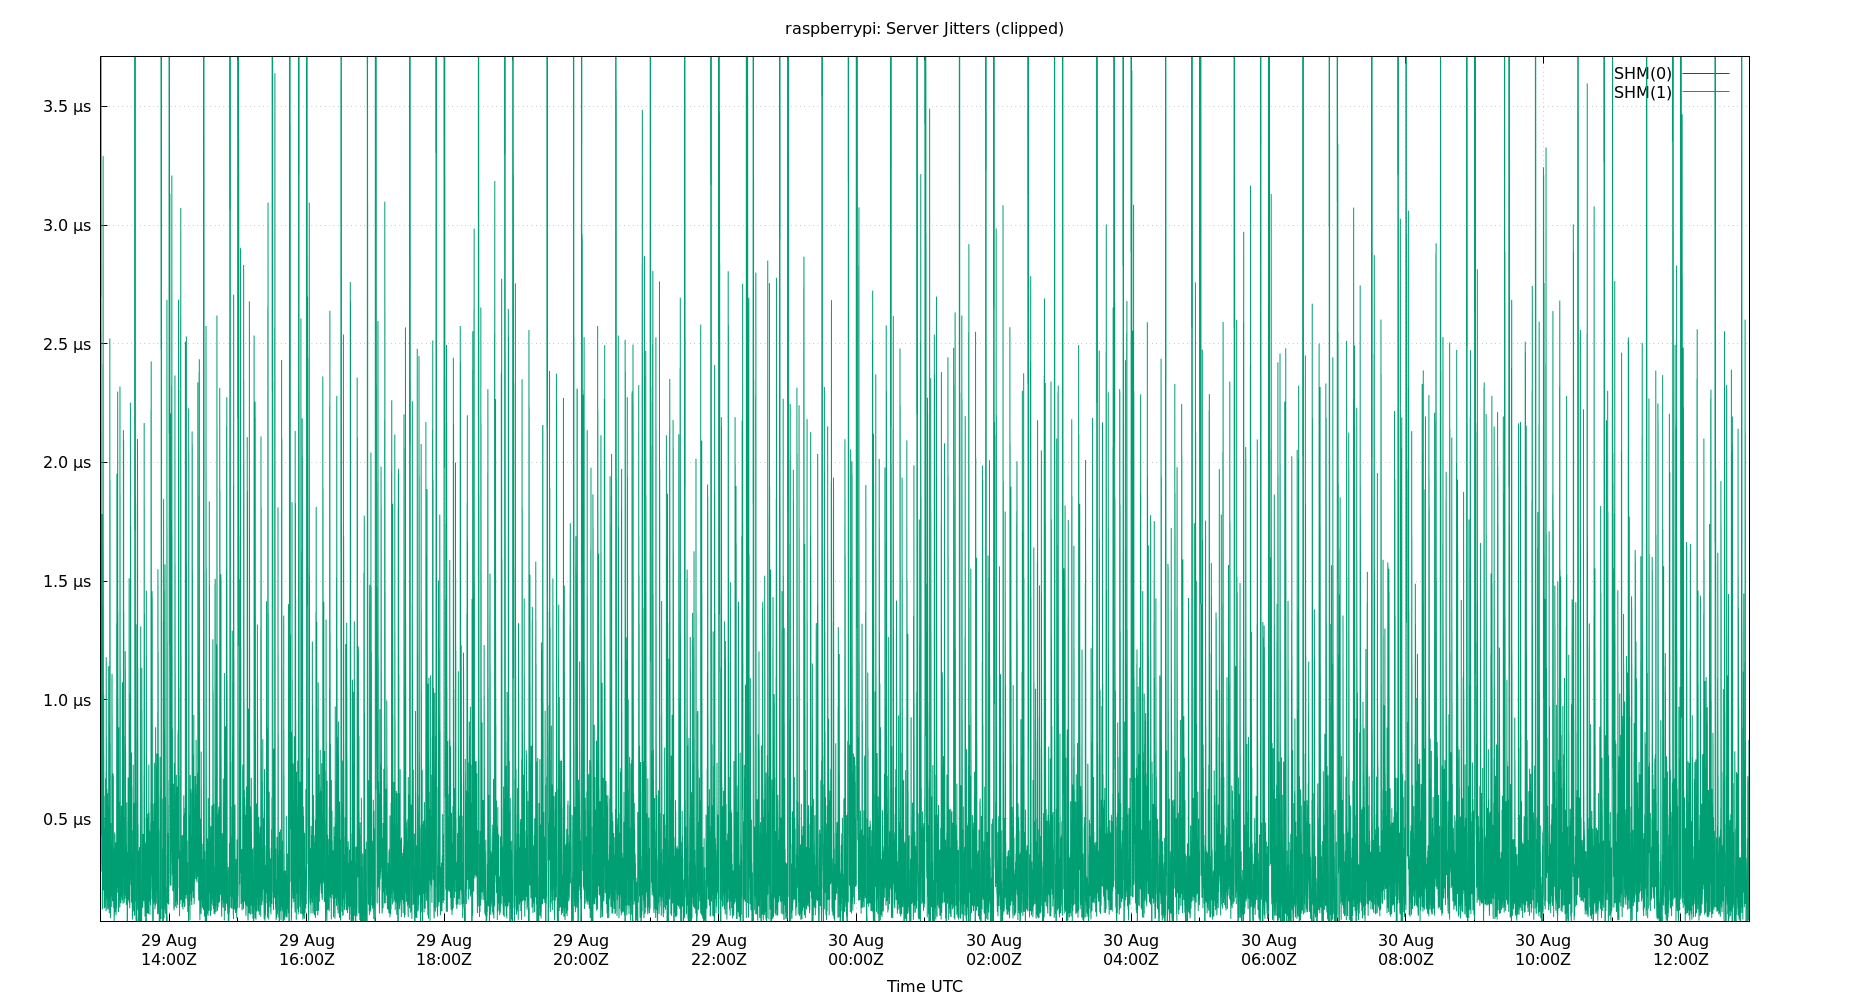 raspberrypi: Server Jitters (clipped)
SHM(0)
SHM(1)
3.5 µs
3.0 µs
2.5 µs
2.0 µs
1.5 µs
1.0 µs
0.5 µs
29 Aug 29 Aug 29 Aug 29 Aug 29 Aug 30 Aug 30 Aug 30 Aug 30 Aug 30 Aug 30 Aug 30 Aug
14:00Z 16:00Z 18:00Z 20:00Z 22:00Z 00:00Z 02:00Z 04:00Z 06:00Z 08:00Z 10:00Z 12:00Z
Time UTC